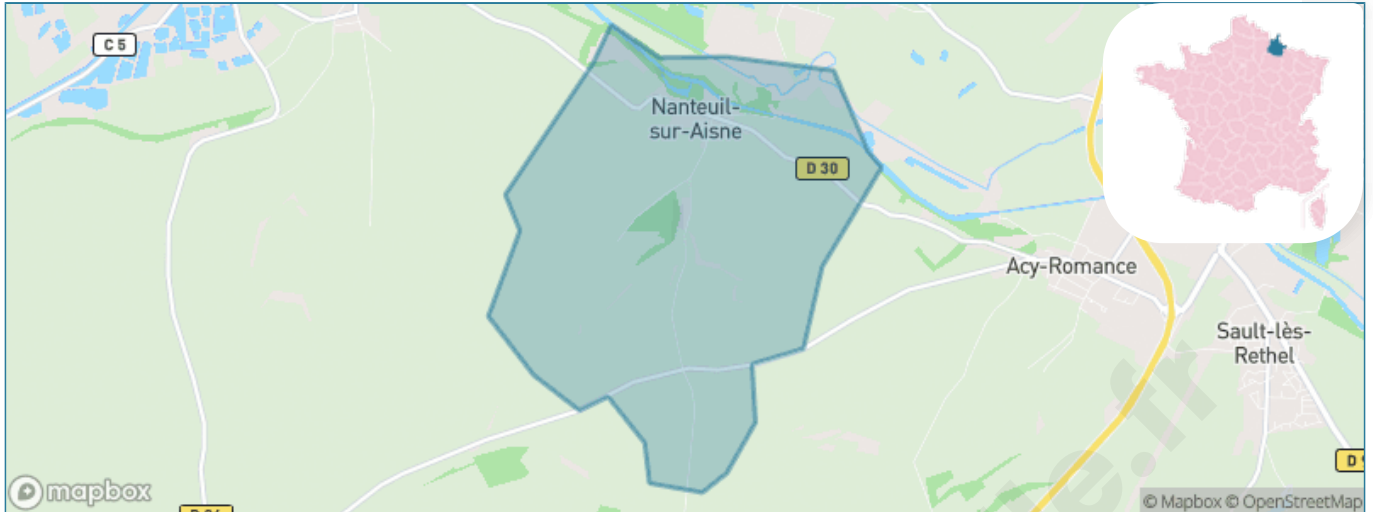 C 5
Nanteuil-
sur-Aisne
D 30
Acy-Romance
Sault-lès-
Rethel
mapbox
© Mapbox © OpenStreetMap